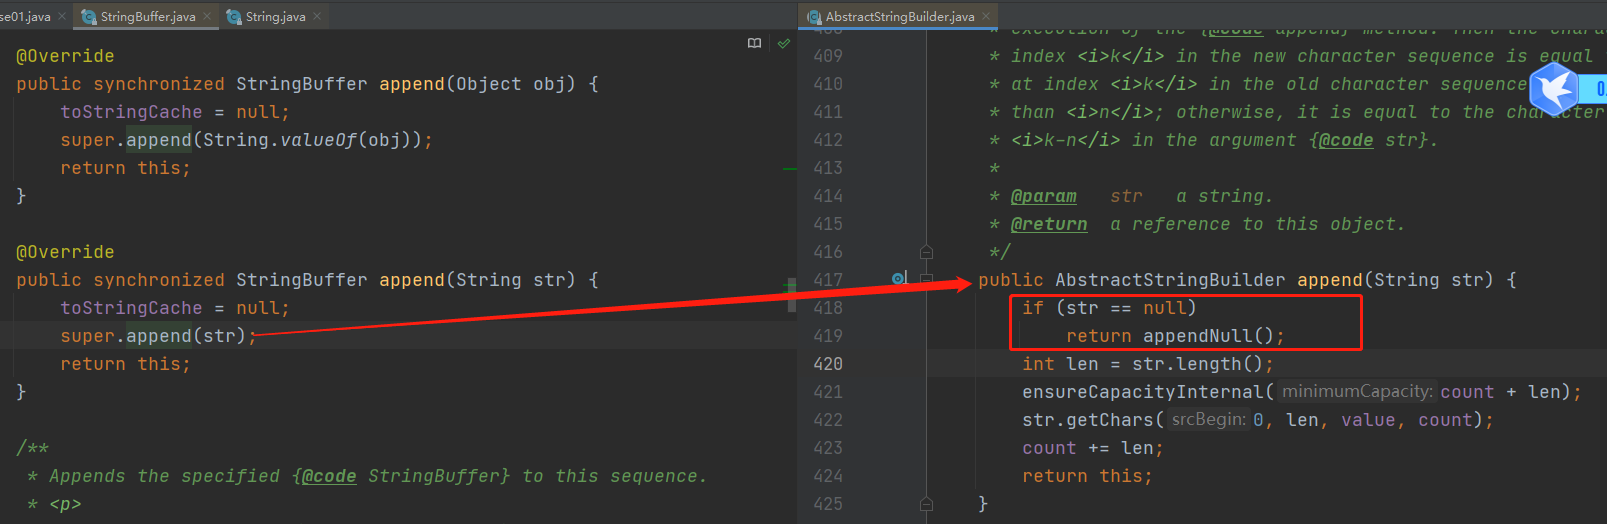 se01.java
StringBuffer.java
String.java
@Override
public synchronized StringBuffer append(Object obj) {
toStringCache = null;
super.append(String.valueOf(obj));
return this;
}
@Override
public synchronized StringBuffer append(String str) {
toStringCache = null;
super.append(str);
return this;
}
/**
* Appends the specified {@code StringBuffer} to this sequence.
* <p>
AbstractStringBuilder.java
409 * index <i>k</i> in the new character sequence is equal
410 * at index <i>k</i> in the old character sequence
411 * than <i>n</i>; otherwise, it is equal to the character
412 * <i>k-n</i> in the argument {@code str}.
413 *
414 * @param str a string.
415 * @return a reference to this object.
416 */
417 public AbstractStringBuilder append(String str) {
418 if (str == null)
419 return appendNull();
420 int len = str.length();
421 ensureCapacityInternal( minimumCapacity: count + len);
422 str.getChars( srcBegin: 0, len, value, count);
423 count += len;
424 return this;
425 }
0.